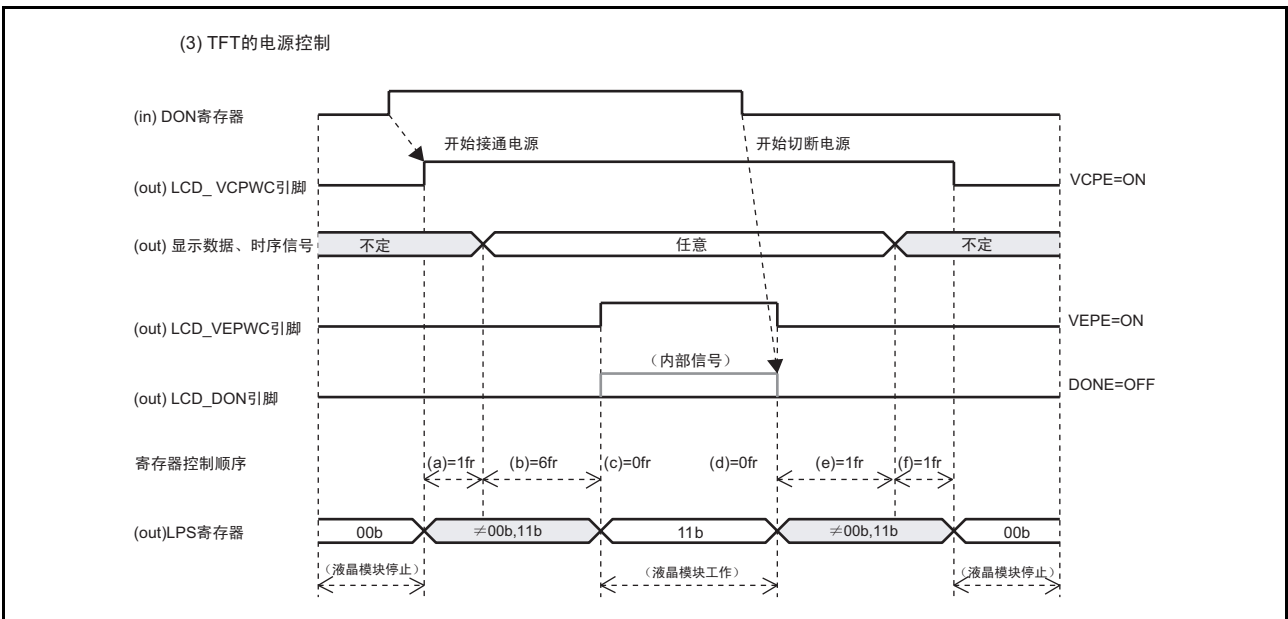 (3) TFT的电源控制
(in) DON寄存器
开始接通电源
开始切断电源
(out) LCD_ VCPWC引脚
VCPE=ON
(out) 显示数据、时序信号
不定
任意
不定
(out) LCD_VEPWC引脚
VEPE=ON
（内部信号）
(out) LCD_DON引脚
DONE=OFF
寄存器控制顺序
(a)=1fr
(b)=6fr
(c)=0fr
(d)=0fr
(e)=1fr
(f)=1fr
(out)LPS寄存器
00b
≠00b,11b
11b
≠00b,11b
00b
（液晶模块停止）
（液晶模块工作）
（液晶模块停止）